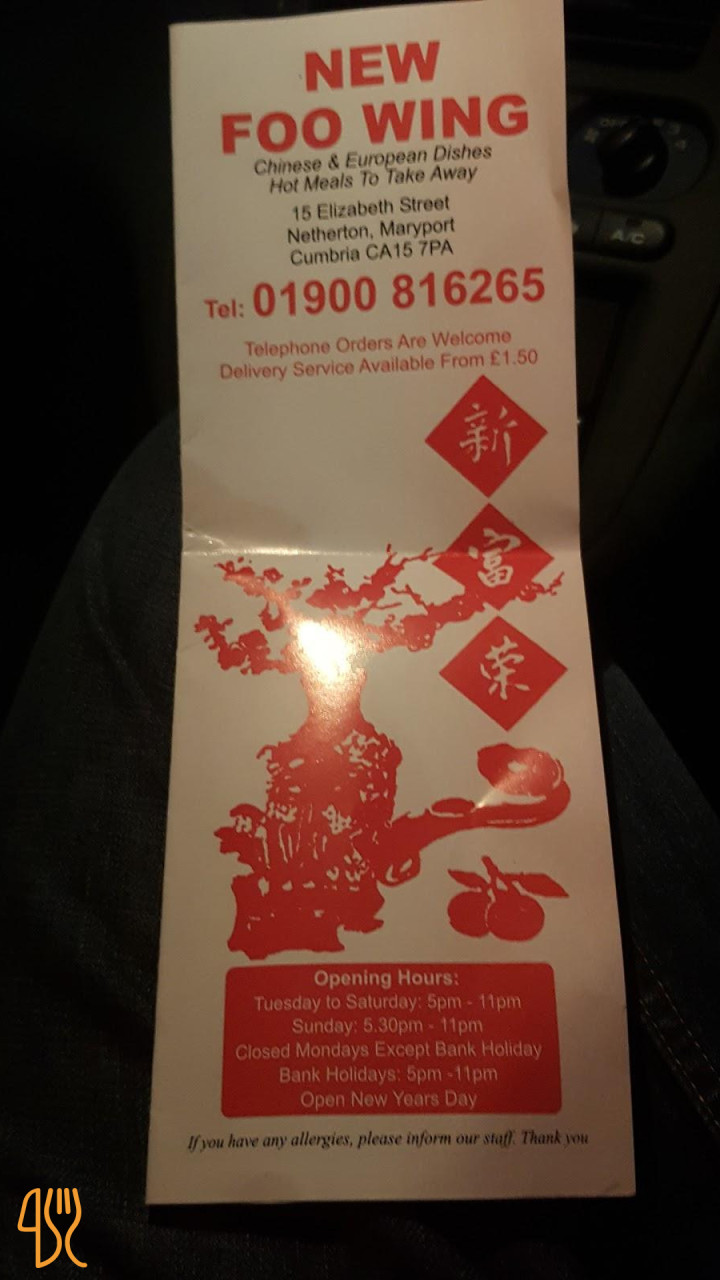 NEW
FOO WING
Chinese & European Dishes
Hot Meals To Take Away
15 Elizabeth Street
Netherton, Maryport
Cumbria CA15 7PA
Tel: 01900 816265
Telephone Orders Are Welcome
Delivery Service Available From £1.50
新
富
荣
Opening Hours:
Tuesday to Saturday: 5pm - 11pm
Sunday: 5.30pm - 11pm
Closed Mondays Except Bank Holiday
Bank Holidays: 5pm -11pm
Open New Years Day
If you have any allergies, please inform our staff. Thank you
OFF
A/C